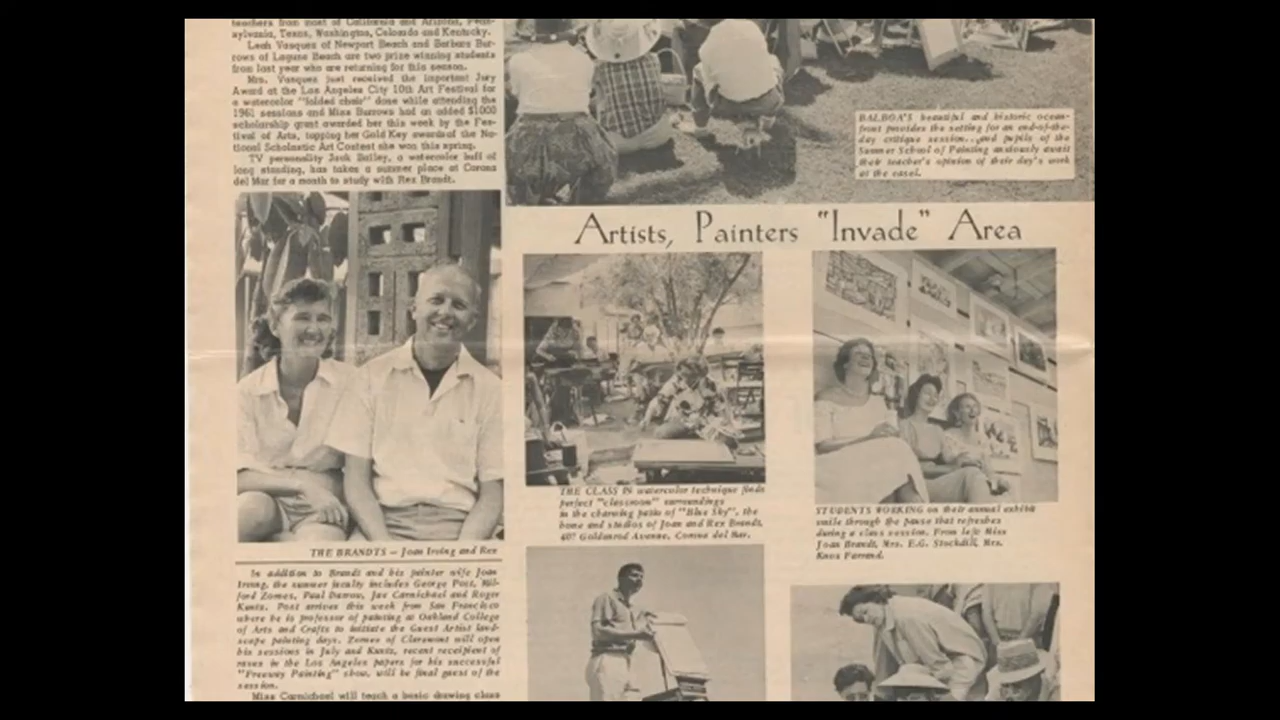 teachers from most of California and Arizona, Penn-
sylvania, Texas, Washington, Colorado and Kentucky.
Leah Vasquez of Newport Beach and Barbara Bur-
rows of Laguna Beach are two prize winning students
from last year who are returning for this season.
Mrs. Vasquez just received the important Jury
Award at the Los Angeles City 10th Art Festival for
a watercolor "folded chair" done while attending the
1961 sessions and Miss Burrows had an added $1000
scholarship grant awarded her this week by the Fes-
tival of Arts, topping her Gold Key awards of the Na-
tional Scholastic Art Contest she won this spring.
TV personality Jack Bailey, a watercolor buff of
long standing, has takes a summer place at Corona
del Mar for a month to study with Rex Brandt.
THE BRANDTS — Joan Irving and Rex
In addition to Brandt and his painter wife Joan
Irving, the summer faculty includes George Post, Mil-
ford Zornes, Paul Darrow, Jae Carmichael and Roger
Kuntz. Post arrives this week from San Francisco
where he is professor of painting at Oakland College
of Arts and Crafts to initiate the Guest Artist land-
scape painting days. Zornes of Claremont will open
his sessions in July and Kuntz, recent receipient of
raves in the Los Angeles papers for his successful
"Freeway Painting" show, will be final guest of the
session.
Miss Carmichael will teach a basic drawing class
BALBOA'S beautiful and historic ocean-
front provides the setting for an end-of-the-
day critique session...and pupils of the
Summer School of Painting anxiously await
their teacher's opinion of their day's work
at the easel.
Artists, Painters "Invade" Area
THE CLASS IN watercolor technique finds
perfect "classroom" surroundings
in the charming patio of "Blue Sky", the
home and studios of Joan and Rex Brandt,
407 Goldenrod Avenue, Corona del Mar.
STUDENTS WORKING on their annual exhibit
smile through the pause that refreshes
during a class session. From left Miss
Joan Brandt, Mrs. E.G. Stockdill, Mrs.
Knox Farrand.